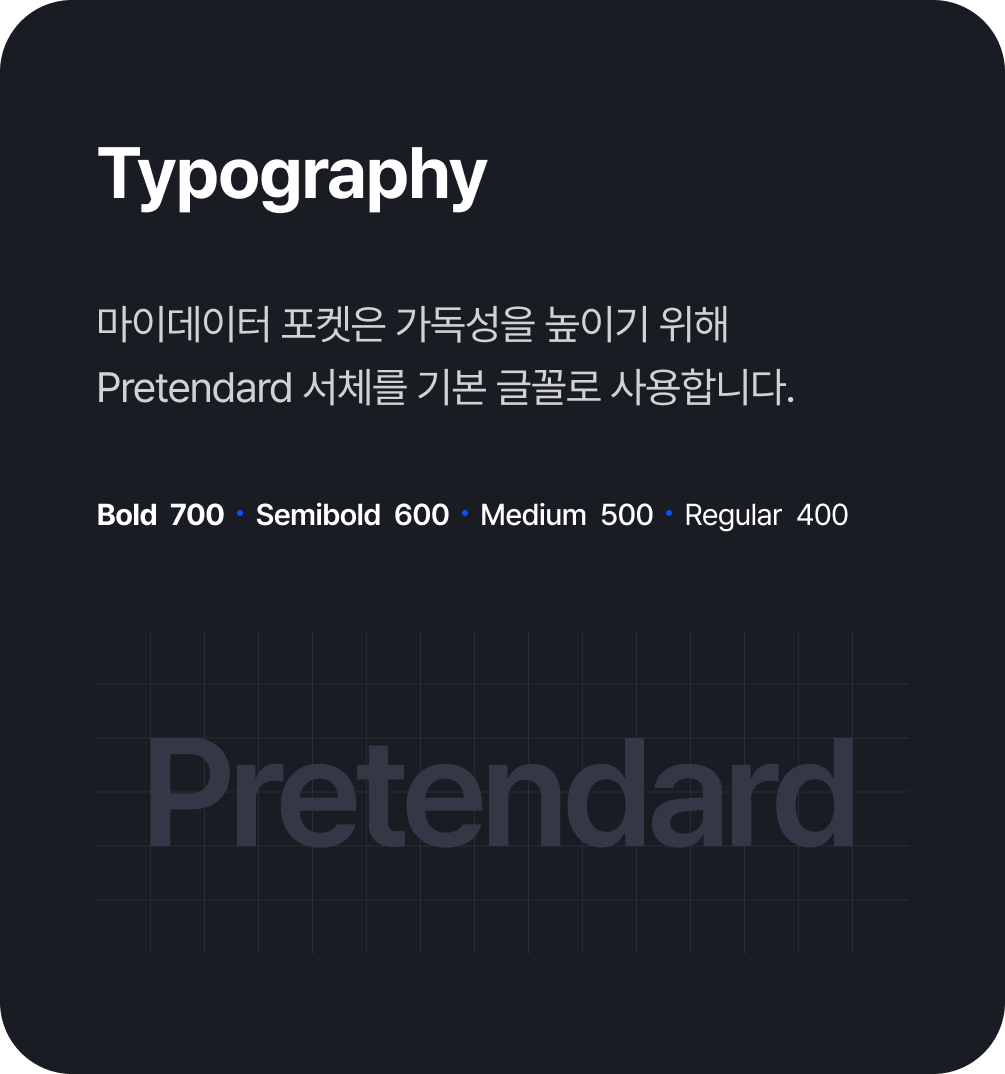 Typography
마이데이터 포켓은 가독성을 높이기 위해
Pretendard 서체를 기본 글꼴로 사용합니다.
Bold 700 • Semibold 600 • Medium 500 • Regular 400
Pretendard